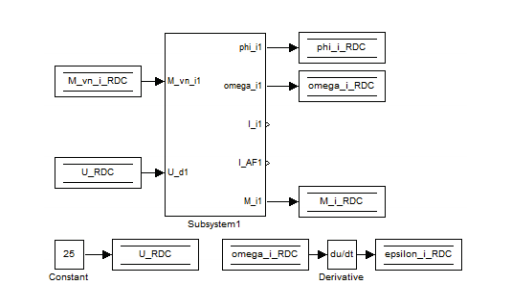 phi_i1 phi_i_RDC
M_vn_i_RDC M_vn_i1 omega_i1 omega_i_RDC
I_i1
I_AF1
U_RDC U_d1
M_i1 M_i_RDC
Subsystem1
25 U_RDC omega_i_RDC du/dt epsilon_i_RDC
Constant Derivative